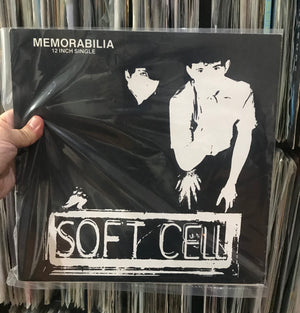 MEMORABILIA
12 INCH SINGLE
SOFT CELL